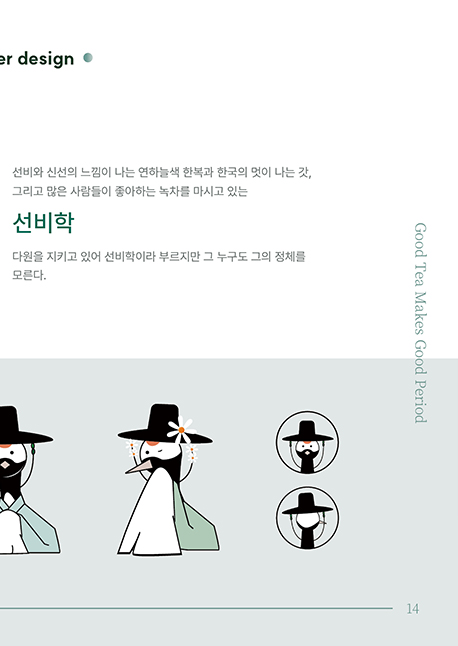 er design
선비와 신선의 느낌이 나는 연하늘색 한복과 한국의 멋이 나는 갓,
그리고 많은 사람들이 좋아하는 녹차를 마시고 있는
선비학
다원을 지키고 있어 선비학이라 부르지만 그 누구도 그의 정체를
모른다.
Good Tea Makes Good Period
14